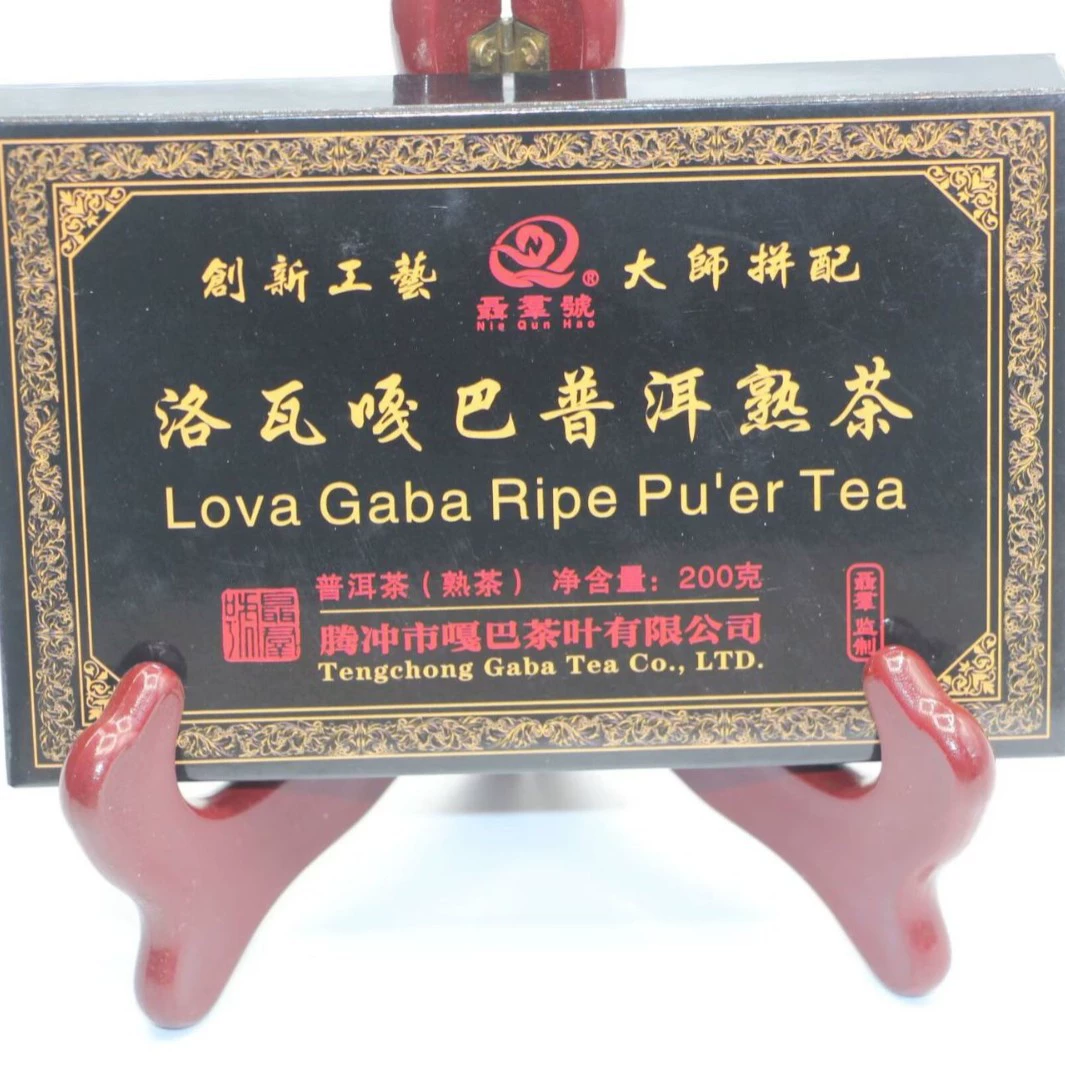 創新工藝
NQ®
聶羣號
Nie Qun Hao
大師拼配
洛瓦嘎巴普洱熟茶
Lova Gaba Ripe Pu'er Tea
普洱茶（熟茶） 净含量：200克
腾冲市嘎巴茶叶有限公司
Tengchong Gaba Tea Co., LTD.
聶羣监制